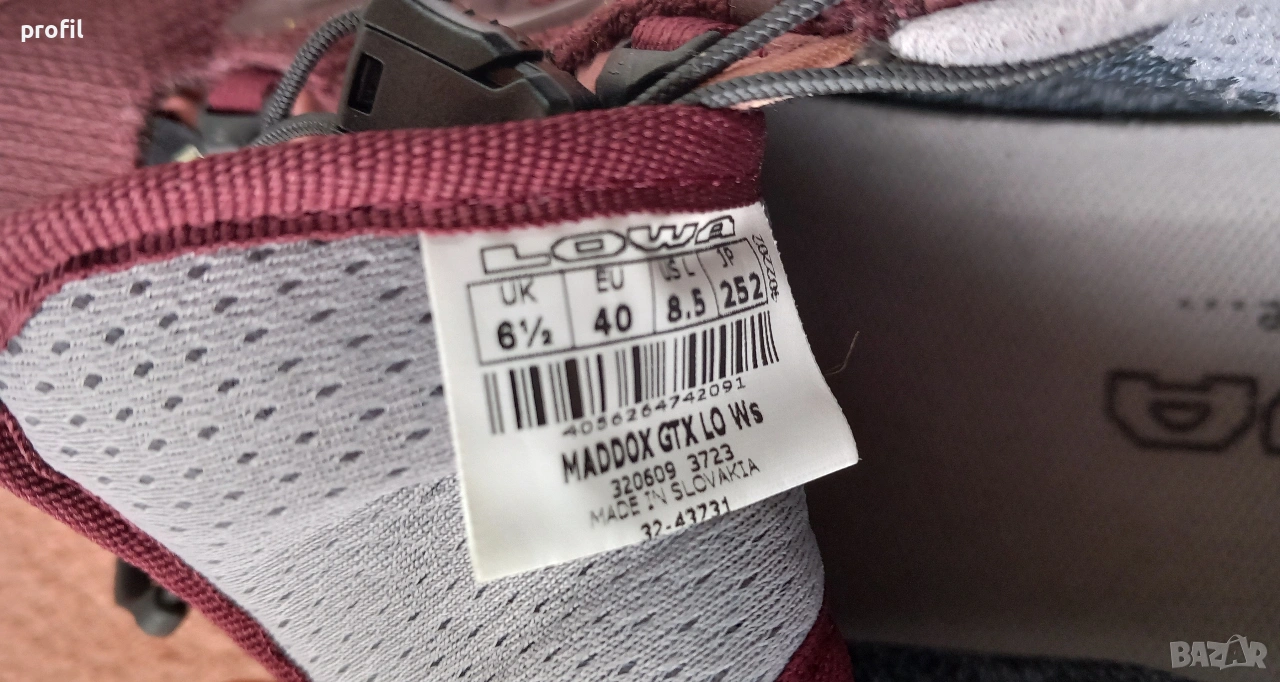 profil
LOWA
UK EU US L JP
6½ 40 8.5 252
402202
4056264742091
MADDOX GTX LO Ws
320609 3723
MADE IN SLOVAKIA
32-43731
BAZAR